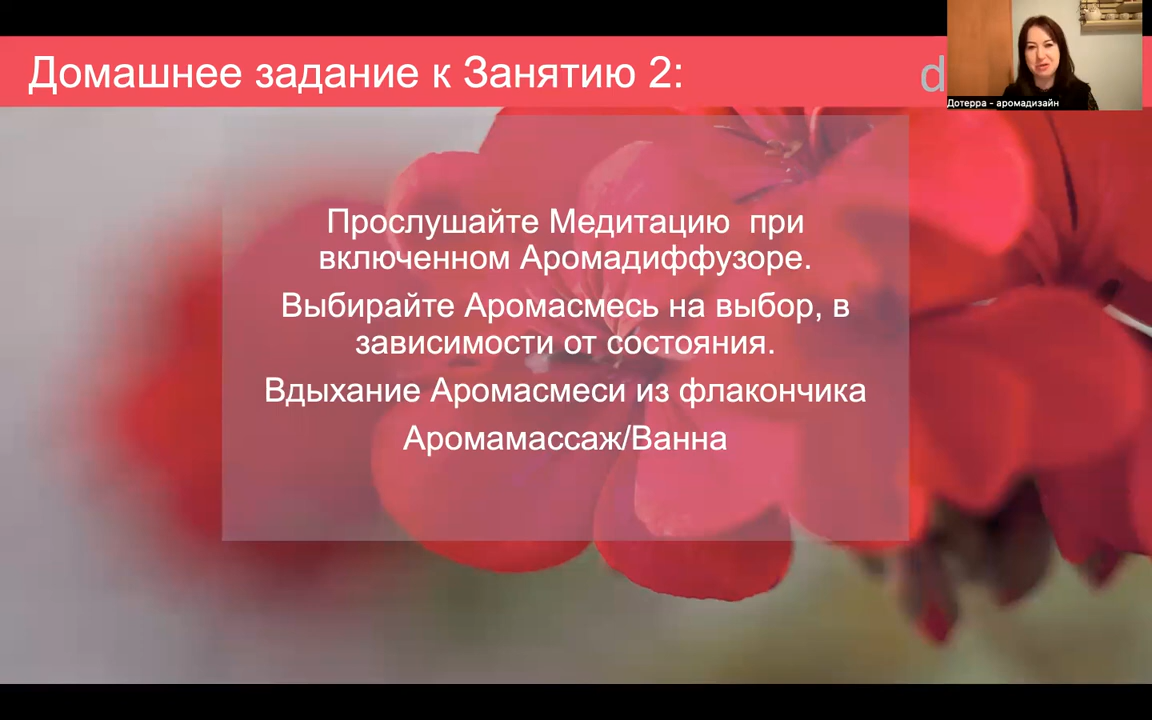 Домашнее задание к Занятию 2:
d
Дотерра - аромадизайн
Прослушайте Медитацию при
включенном Аромадиффузоре.
Выбирайте Аромасмесь на выбор, в
зависимости от состояния.
Вдыхание Аромасмеси из флакончика
Аромамассаж/Ванна